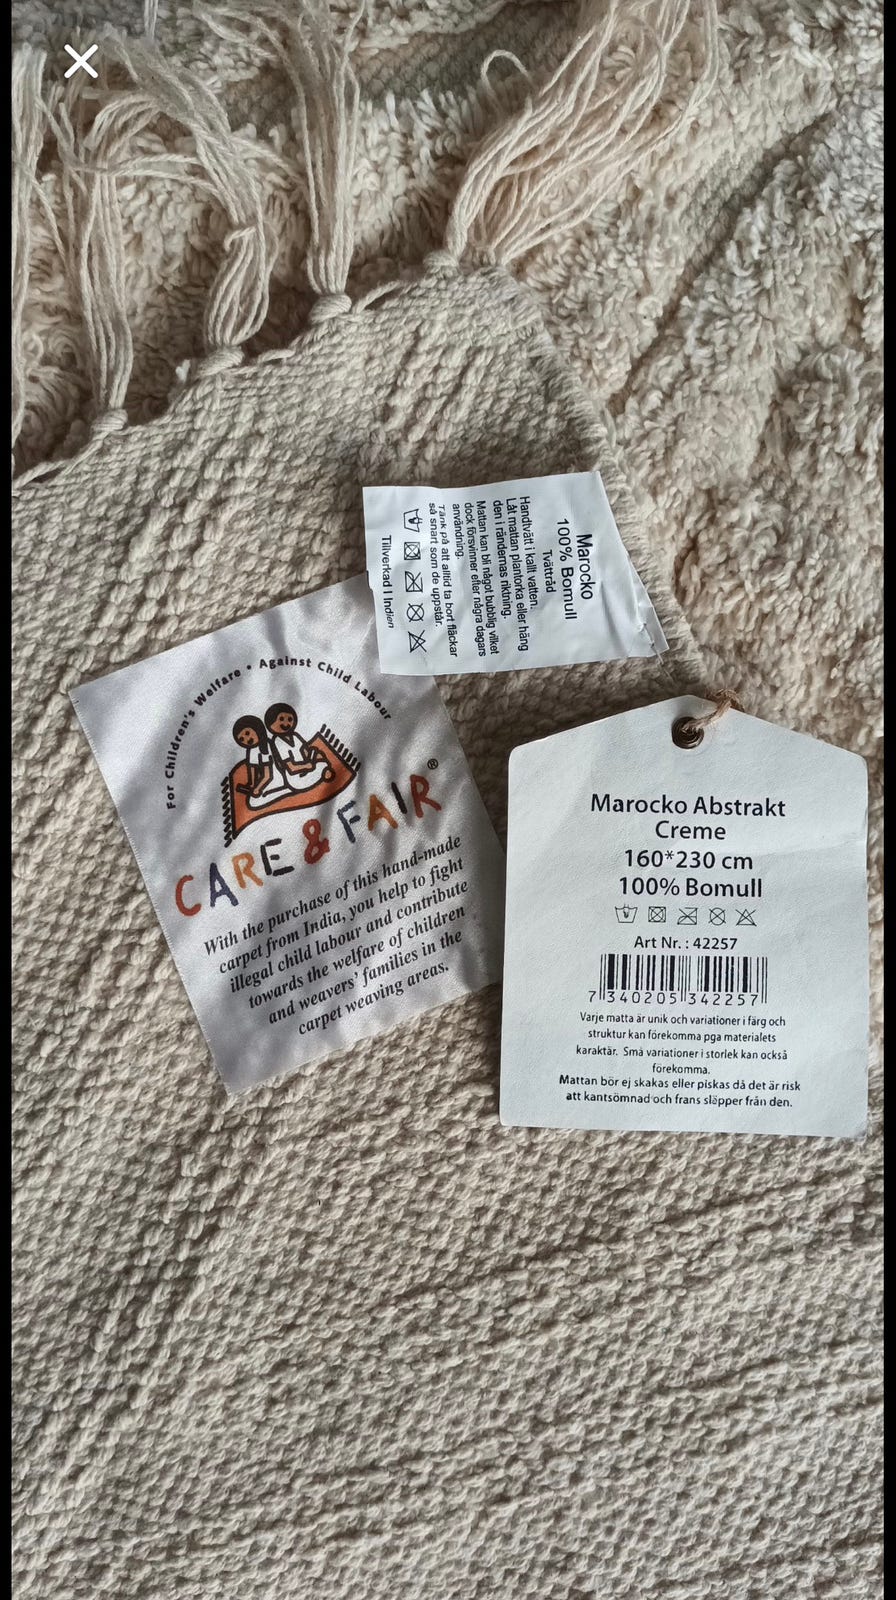 Marocko
100% Bomull
Tvättråd
Handtvätt i kallt vatten.
Låt mattan plantorka eller häng
den i rändernas riktning.
Mattan kan bli något bubblig vilket
dock försvinner efter några dagars
användning.
Tänk på att alltid ta bort fläckar
så snart som de uppstår.
Tillverkad I Indien
For Children's Welfare • Against Child Labour
CARE & FAIR®
With the purchase of this hand-made
carpet from India, you help to fight
illegal child labour and contribute
towards the welfare of children
and weavers' families in the
carpet weaving areas.
Marocko Abstrakt
Creme
160*230 cm
100% Bomull
Art Nr. : 42257
7 340205 342257
Varje matta är unik och variationer i färg och
struktur kan förekomma pga materialets
karaktär. Små variationer i storlek kan också
förekomma.
Mattan bör ej skakas eller piskas då det är risk
att kantsömnad och frans släpper från den.